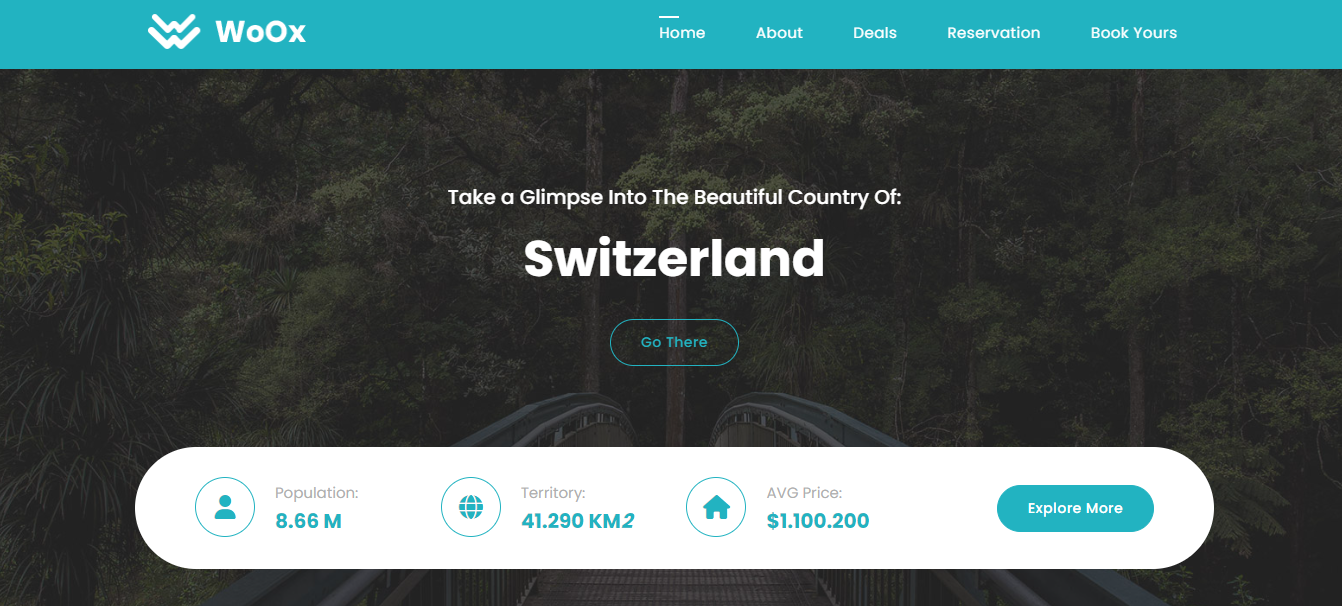 WoOx
Home About Deals Reservation Book Yours
Take a Glimpse Into The Beautiful Country Of:
Switzerland
Go There
Population: Territory: AVG Price:
8.66 M 41.290 KM2 $1.100.200
Explore More